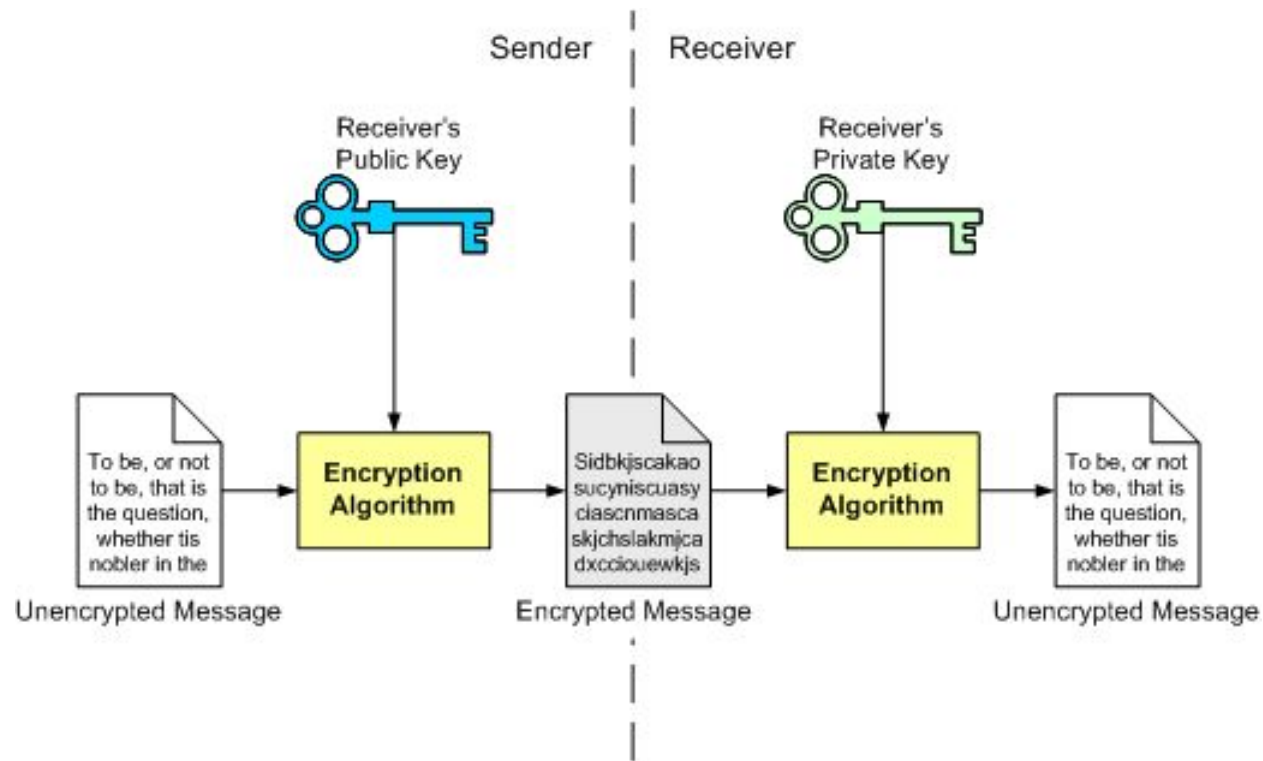 Sender
Receiver
Receiver's
Public Key
Receiver's
Private Key
To be, or not
to be, that is
the question,
whether tis
nobler in the
Unencrypted Message
Encryption
Algorithm
Sidbkjscakao
sucyniscuasy
ciascnmasca
skjchslakmjca
dxcciouewkjs
Encrypted Message
Encryption
Algorithm
To be, or not
to be, that is
the question,
whether tis
nobler in the
Unencrypted Message